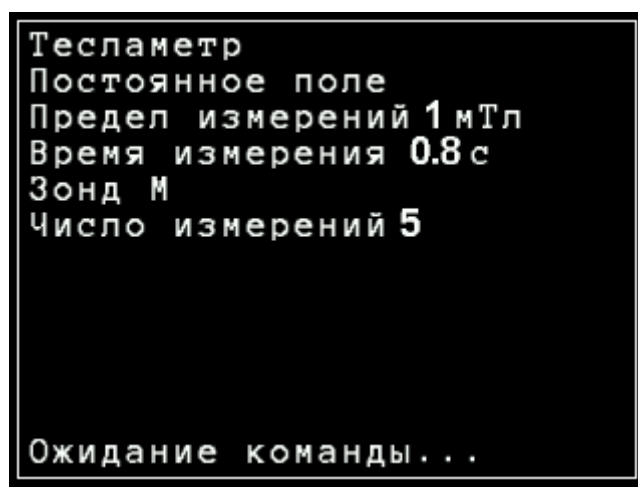 Тесламетр
Постоянное поле
Предел измерений 1 мТл
Время измерения 0.8 с
Зонд М
Число измерений 5
Ожидание команды...